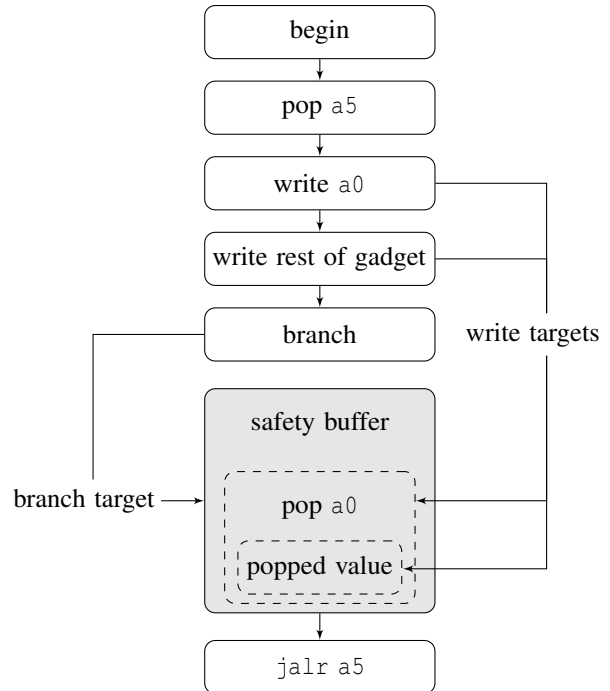 begin
pop a5
write a0
write rest of gadget
branch
write targets
safety buffer
branch target
pop a0
popped value
jalr a5